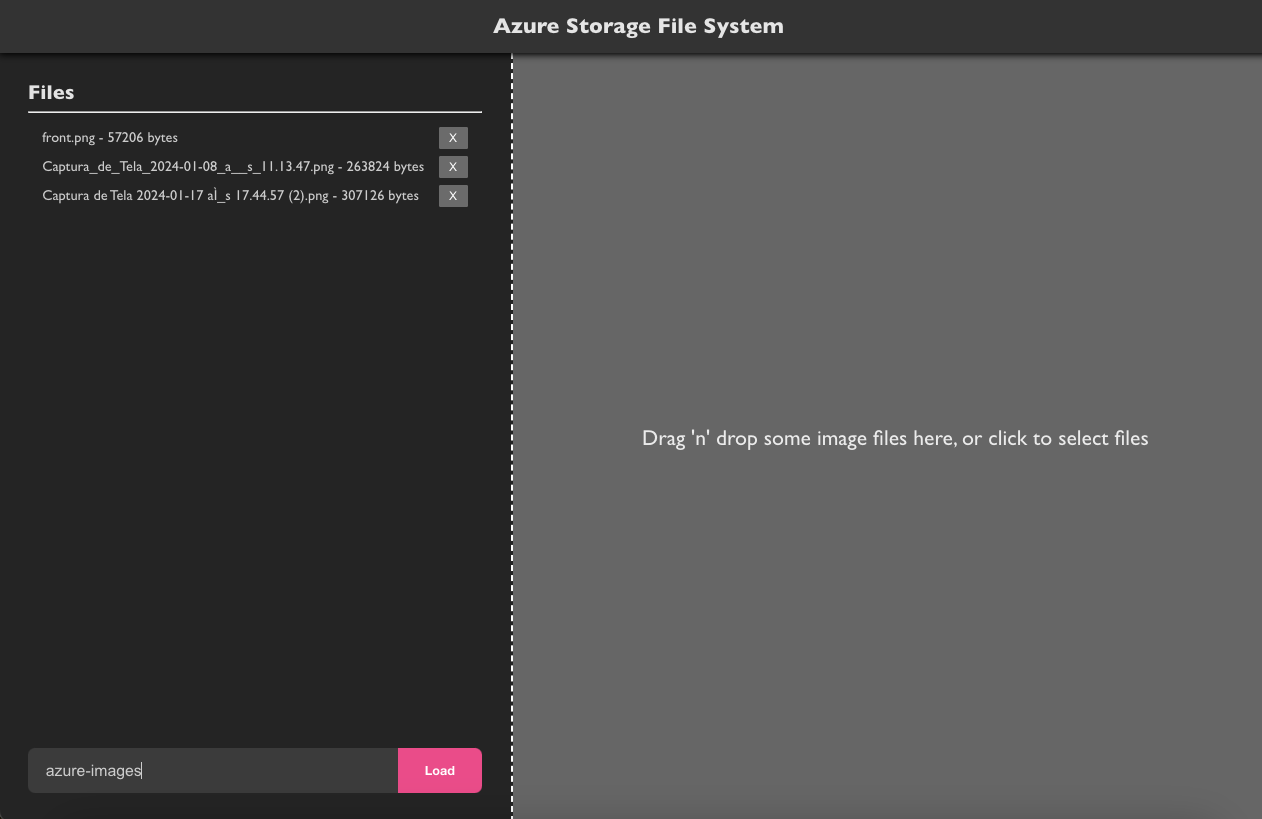 Azure Storage File System
Files
front.png - 57206 bytes X
Captura_de_Tela_2024-01-08_a__s_11.13.47.png - 263824 bytes X
Captura de Tela 2024-01-17 aÌ_s 17.44.57 (2).png - 307126 bytes X
Drag 'n' drop some image files here, or click to select files
azure-images Load